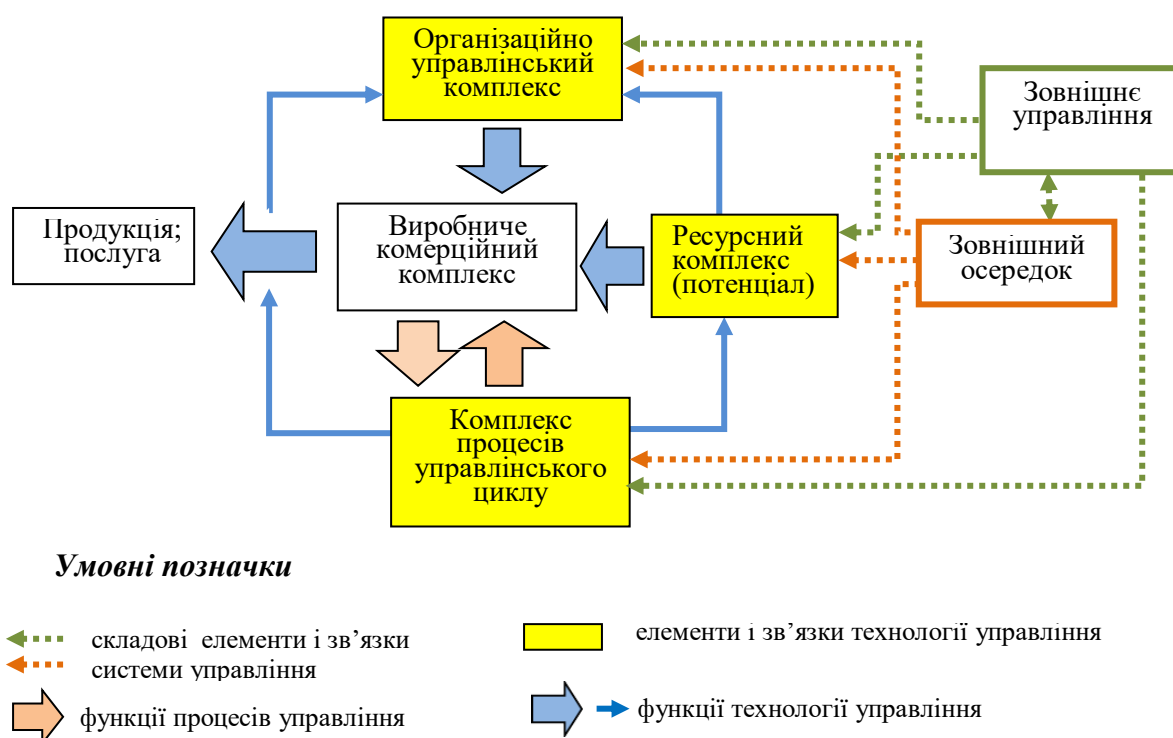 Організаційно
управлінський
комплекс
Зовнішнє
управління
Продукція;
послуга
Виробниче
комерційний
комплекс
Ресурсний
комплекс
(потенціал)
Зовнішний
осередок
Комплекс
процесів
управлінського
циклу
Умовні позначки
складові елементи і зв’язки
системи управління
елементи і зв’язки технології управління
функції процесів управління
функції технології управління